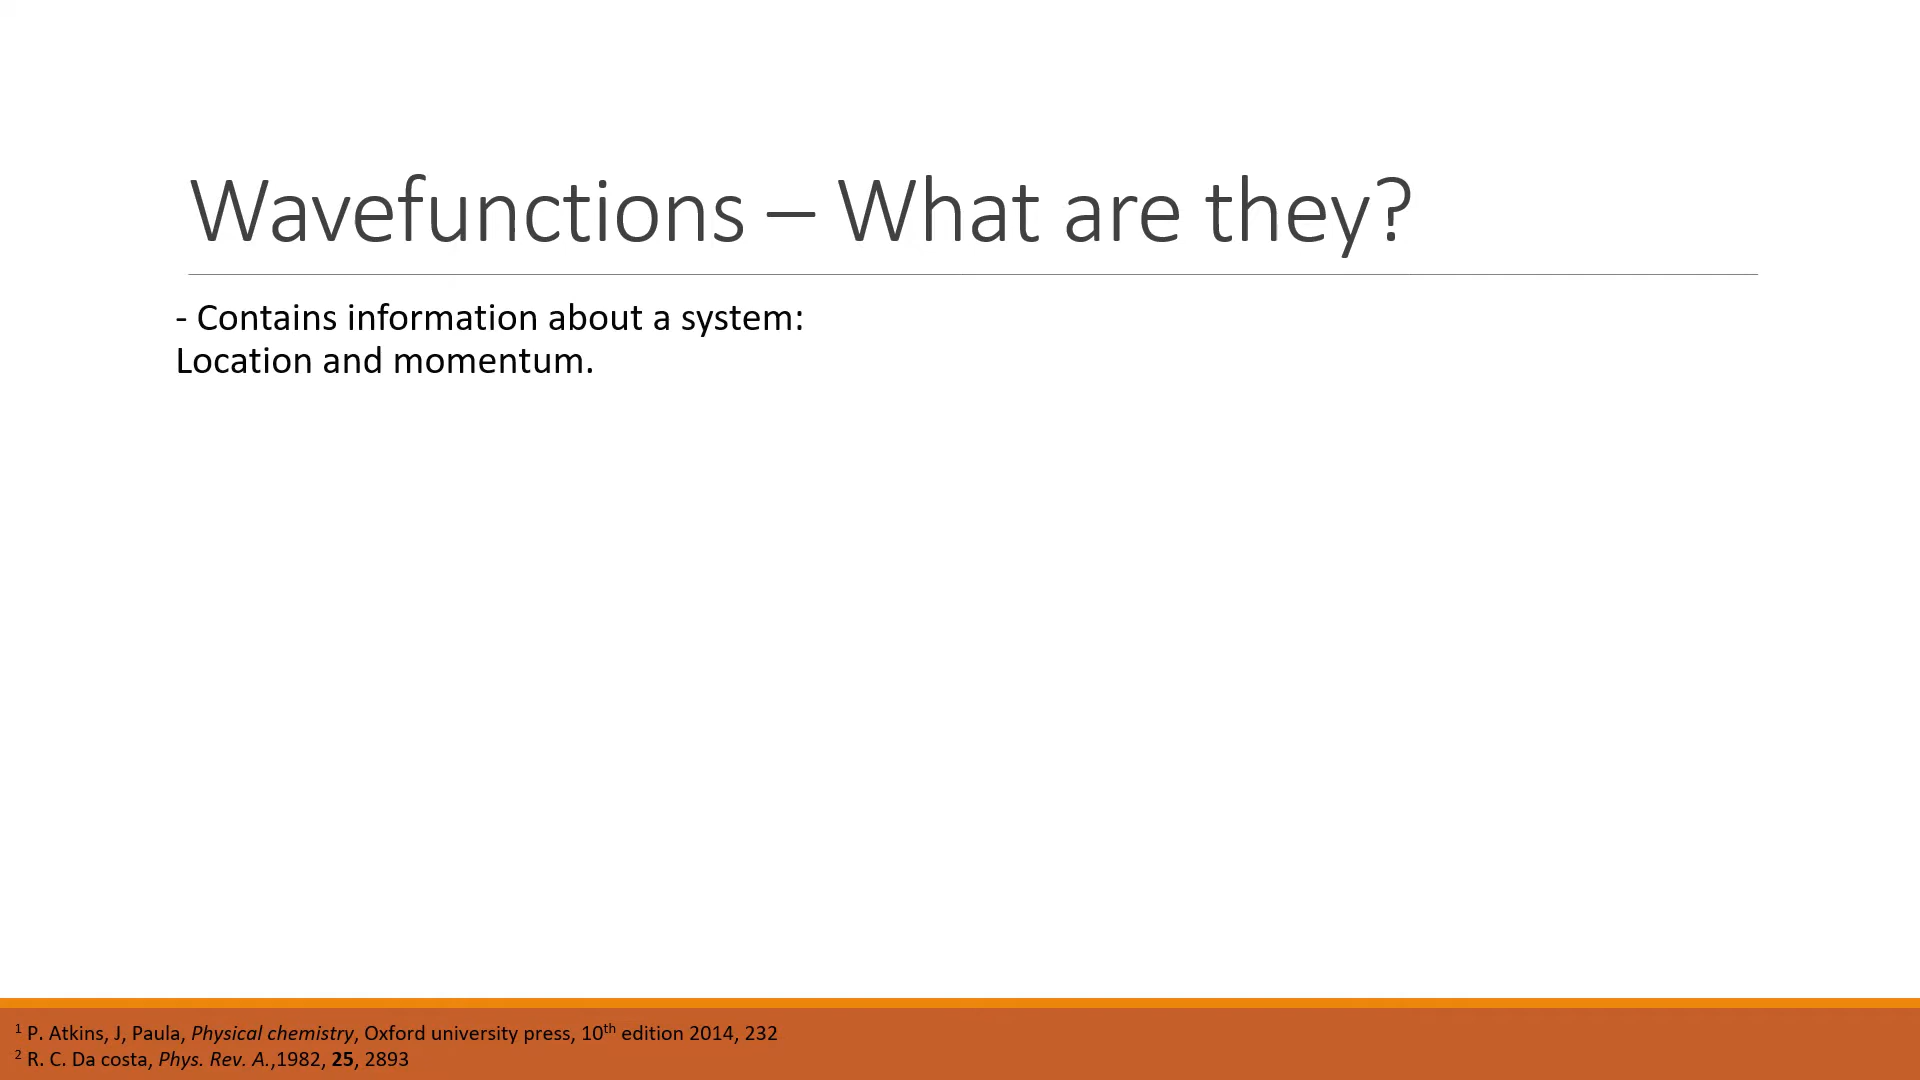 Wavefunctions – What are they?
- Contains information about a system:
Location and momentum.
¹ P. Atkins, J, Paula, Physical chemistry, Oxford university press, 10th edition 2014, 232
² R. C. Da costa, Phys. Rev. A.,1982, 25, 2893